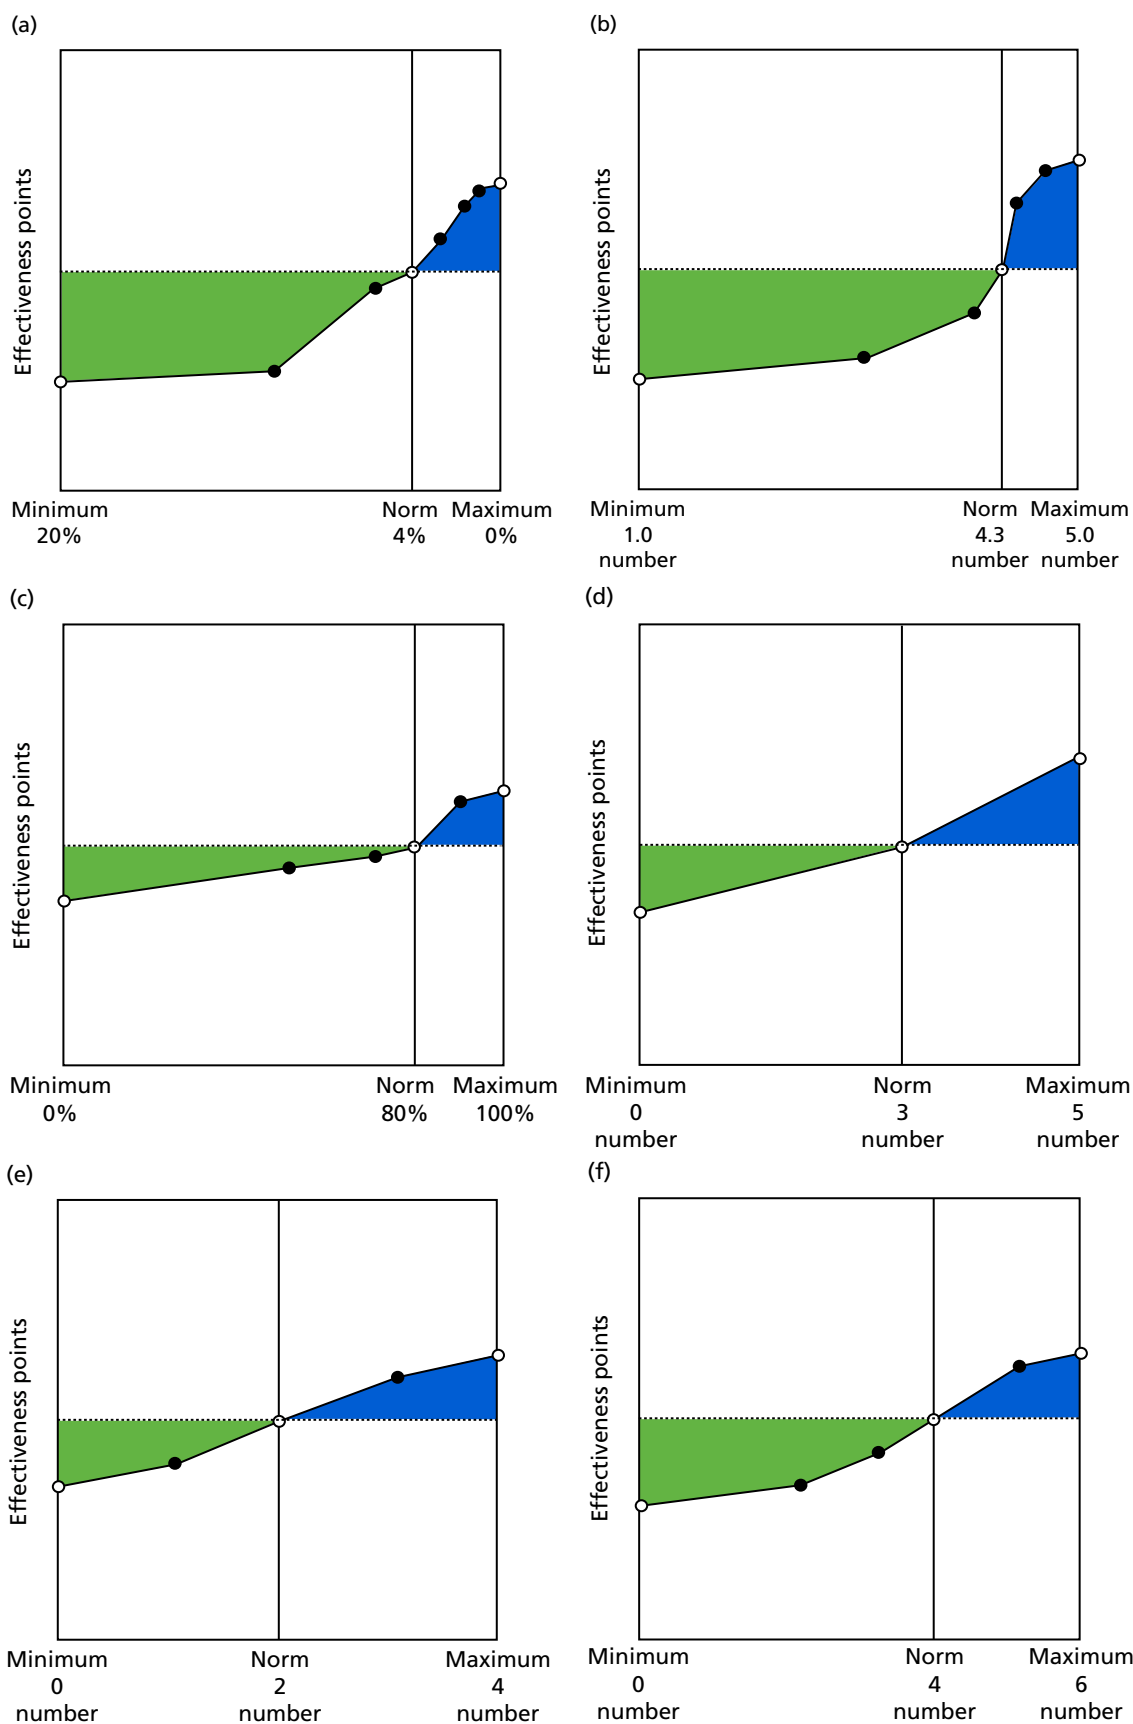 (a)
Effectiveness points
Minimum Norm Maximum
20% 4% 0%
(b)
Effectiveness points
Minimum Norm Maximum
1.0 4.3 5.0
number number number
(c)
Effectiveness points
Minimum Norm Maximum
0% 80% 100%
(d)
Effectiveness points
Minimum Norm Maximum
0 3 5
number number number
(e)
Effectiveness points
Minimum Norm Maximum
0 2 4
number number number
(f)
Effectiveness points
Minimum Norm Maximum
0 4 6
number number number